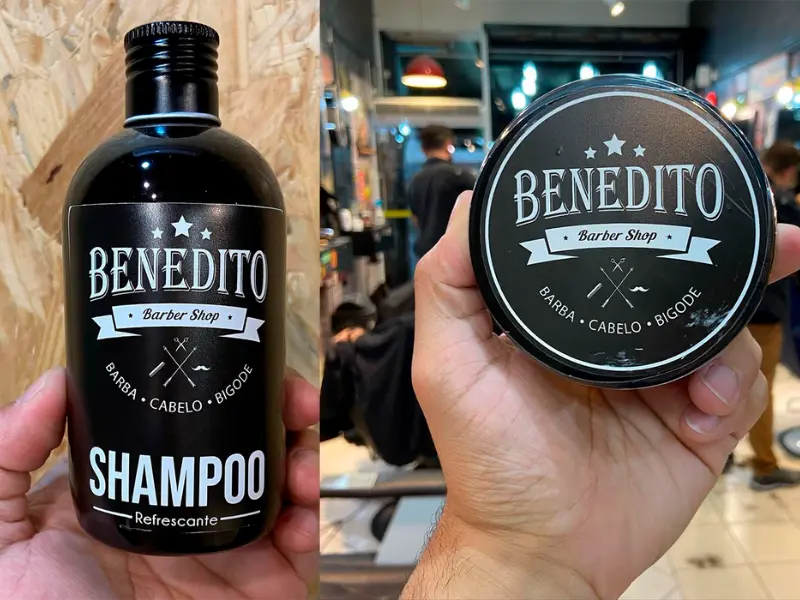 BENEDITO
Barber Shop
BARBA • CABELO • BIGODE
SHAMPOO
Refrescante
BENEDITO
Barber Shop
BARBA • CABELO • BIGODE